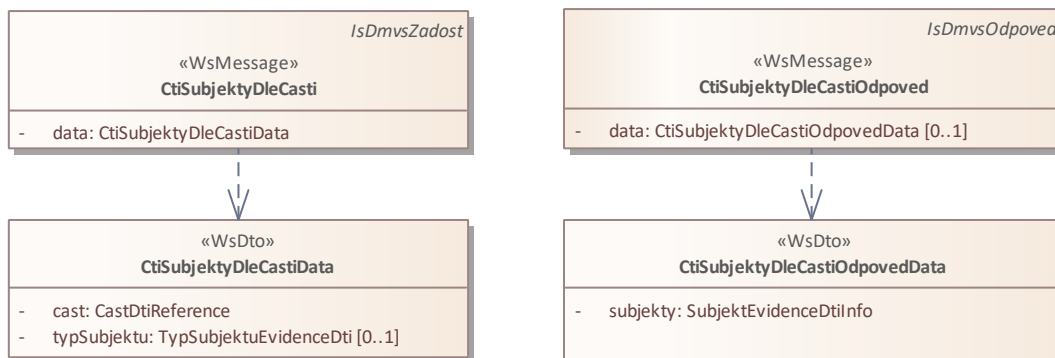 IsDmvsZadost
«WsMessage»
CtiSubjektyDleCasti
- data: CtiSubjektyDleCastiData
«WsDto»
CtiSubjektyDleCastiData
- cast: CastDtiReference
- typSubjektu: TypSubjektuEvidenceDti [0..1]
IsDmvsOdpoved
«WsMessage»
CtiSubjektyDleCastiOdpoved
- data: CtiSubjektyDleCastiOdpovedData [0..1]
«WsDto»
CtiSubjektyDleCastiOdpovedData
- subjekty: SubjektEvidenceDtiInfo